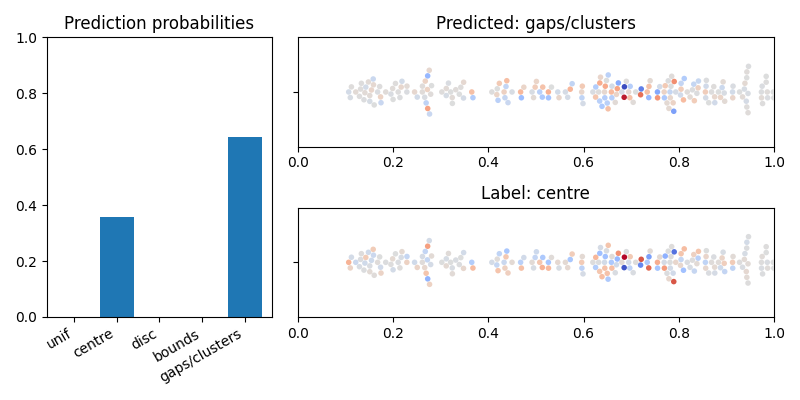 Prediction probabilities
1.0
0.8
0.6
0.4
0.2
0.0
unif
centre
disc
bounds
gaps/clusters
Predicted: gaps/clusters
0.0 0.2 0.4 0.6 0.8 1.0
Label: centre
0.0 0.2 0.4 0.6 0.8 1.0